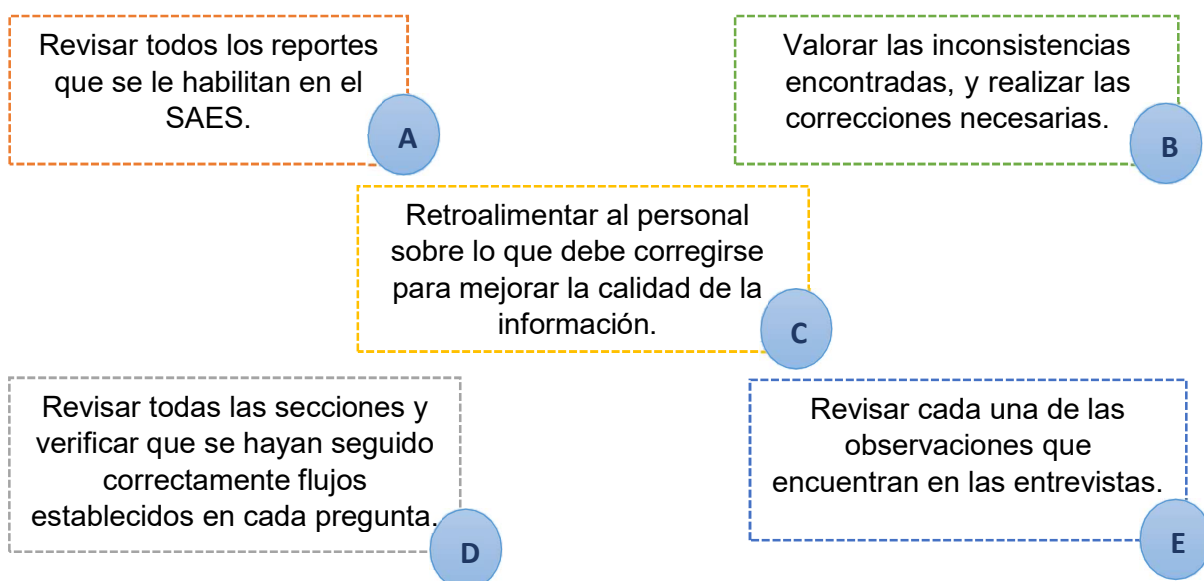 Revisar todos los reportes
que se le habilitan en el
SAES.
A
Valorar las inconsistencias
encontradas, y realizar las
correcciones necesarias.
B
Retroalimentar al personal
sobre lo que debe corregirse
para mejorar la calidad de la
información.
C
Revisar todas las secciones y
verificar que se hayan seguido
correctamente flujos
establecidos en cada pregunta.
D
Revisar cada una de las
observaciones que
encuentran en las entrevistas.
E